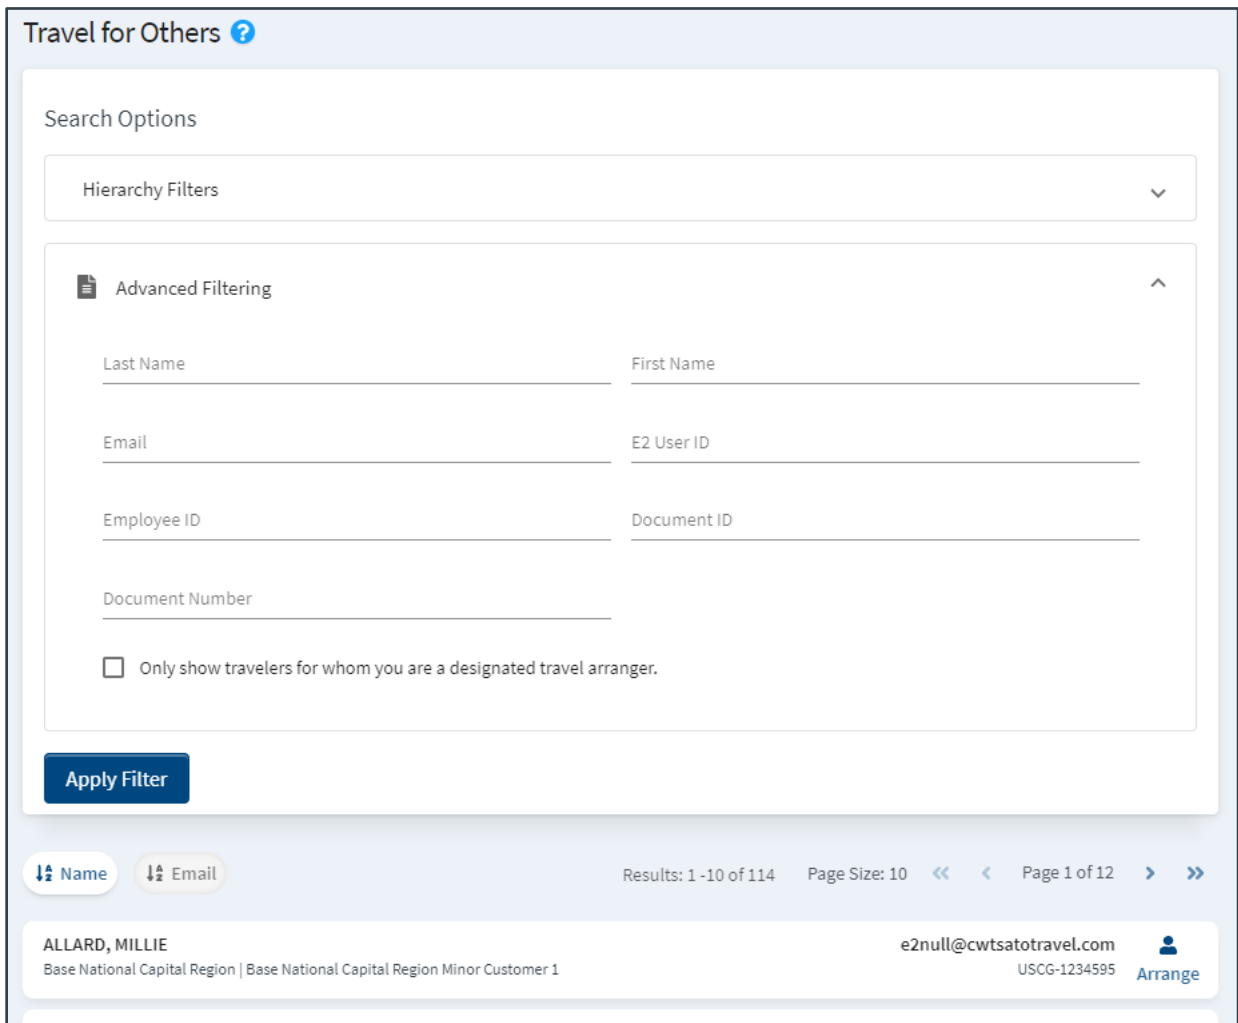 Travel for Others ?
Search Options
Hierarchy Filters
Advanced Filtering
Last Name
First Name
Email
E2 User ID
Employee ID
Document ID
Document Number
Only show travelers for whom you are a designated travel arranger.
Apply Filter
Name
Email
Results: 1 -10 of 114
Page Size: 10
Page 1 of 12
ALLARD, MILLIE
e2null@cwtsatotravel.com
Base National Capital Region | Base National Capital Region Minor Customer 1
USCG-1234595
Arrange